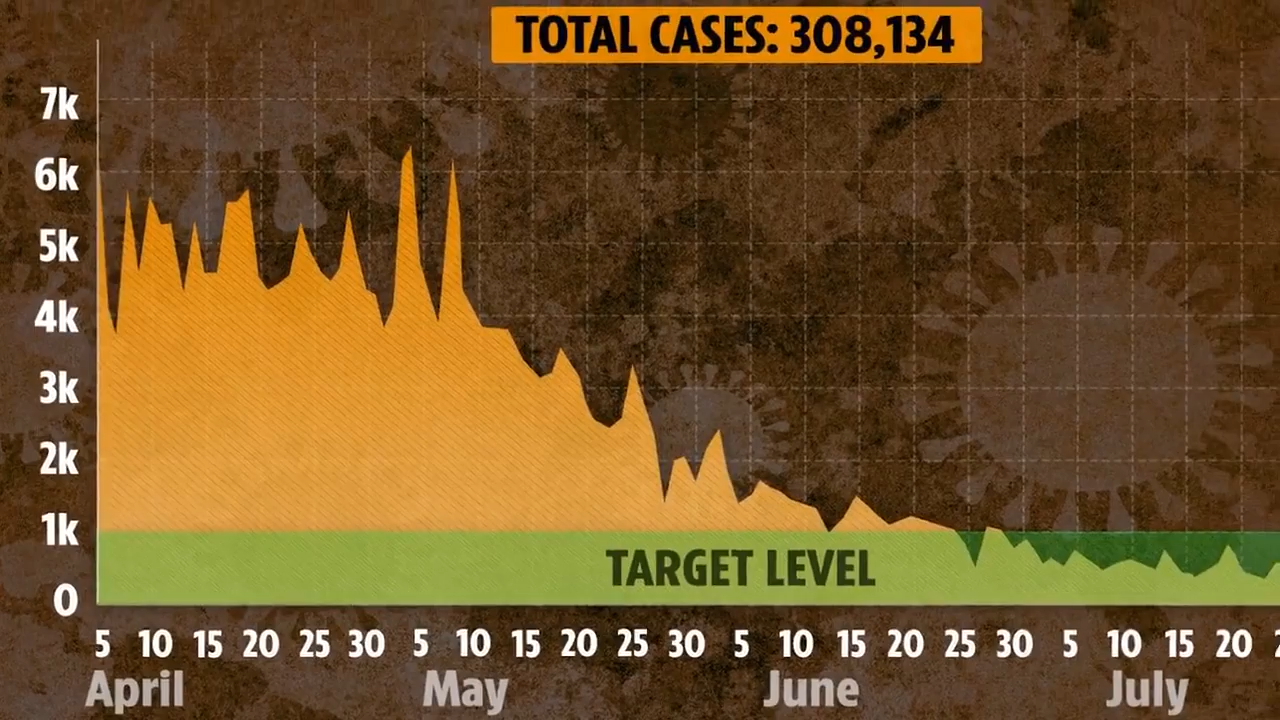 TOTAL CASES: 308,134
7k
6k
5k
4k
3k
2k
1k
TARGET LEVEL
0
5 10 15 20 25 30 5 10 15 20 25 30 5 10 15 20 25 30 5 10 15 20
April May June July